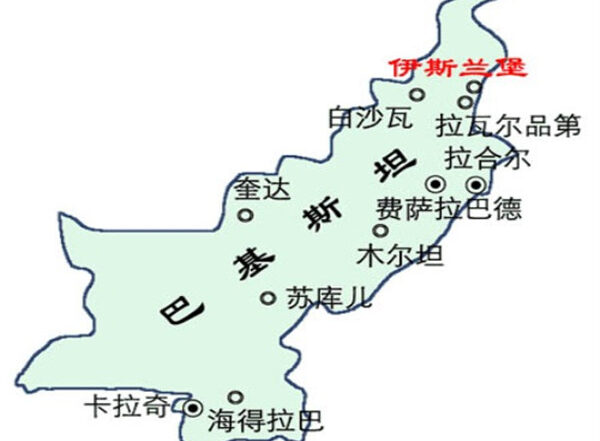 伊斯兰堡
白沙瓦
拉瓦尔品第
拉合尔
奎达
费萨拉巴德
木尔坦
巴基斯坦
苏库儿
卡拉奇
海得拉巴